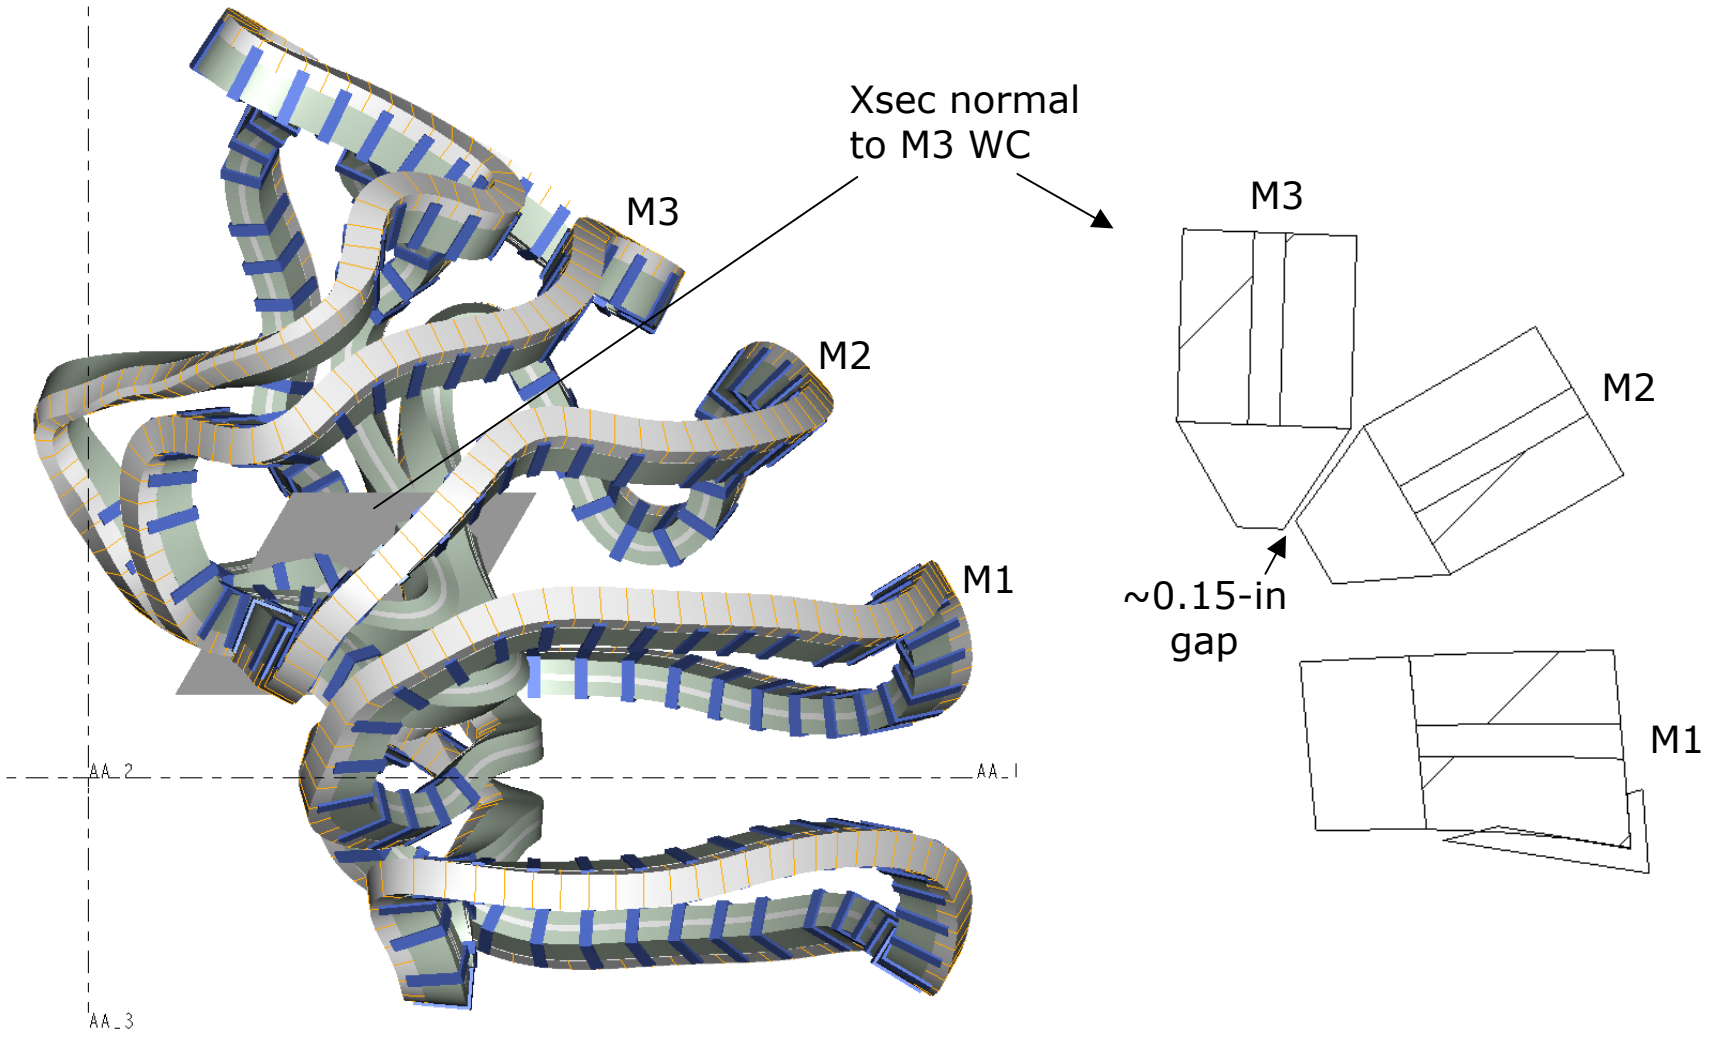 Xsec normal
to M3 WC
M3
M3
M2
M2
M1
~0.15-in
gap
M1
AA_2
AA_1
AA_3